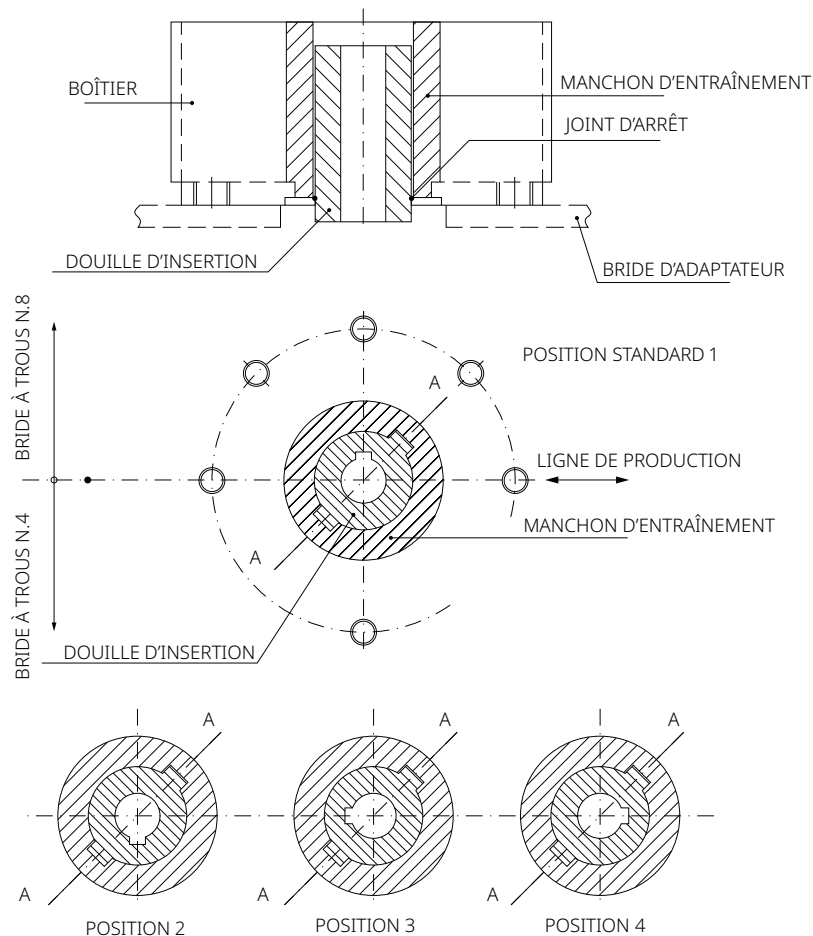 BOÎTIER
MANCHON D'ENTRAÎNEMENT
JOINT D'ARRÊT
DOUILLE D'INSERTION
BRIDE D'ADAPTATEUR
BRIDE À TROUS N.8
POSITION STANDARD 1
A
LIGNE DE PRODUCTION
MANCHON D'ENTRAÎNEMENT
A
BRIDE À TROUS N.4
DOUILLE D'INSERTION
A
A
A
A
A
A
POSITION 2
POSITION 3
POSITION 4